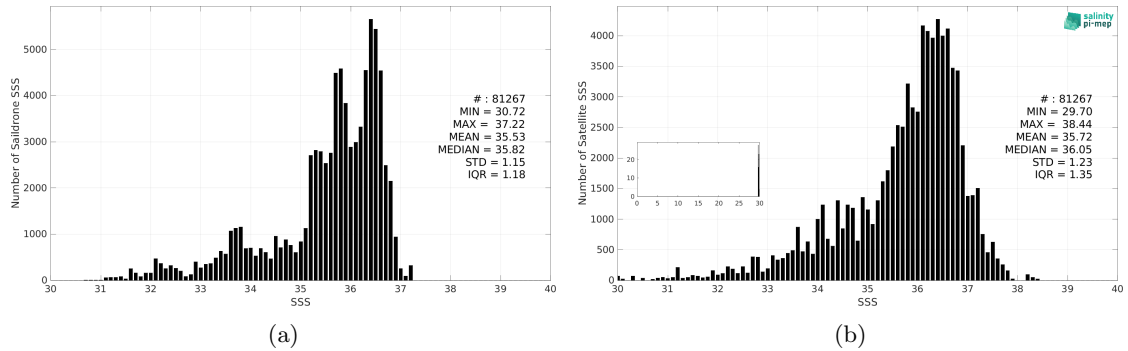 Number of Saildrone SSS
5000
4000
3000
2000
1000
0
# : 81267
MIN = 30.72
MAX = 37.22
MEAN = 35.53
MEDIAN = 35.82
STD = 1.15
IQR = 1.18
30 31 32 33 34 35 36 37 38 39 40
SSS
(a)
salinity
pi-mep
Number of Satellite SSS
4000
3500
3000
2500
2000
1500
1000
500
0
# : 81267
MIN = 29.70
MAX = 38.44
MEAN = 35.72
MEDIAN = 36.05
STD = 1.23
IQR = 1.35
20
10
0
0 5 10 15 20 25 30
30 31 32 33 34 35 36 37 38 39 40
SSS
(b)